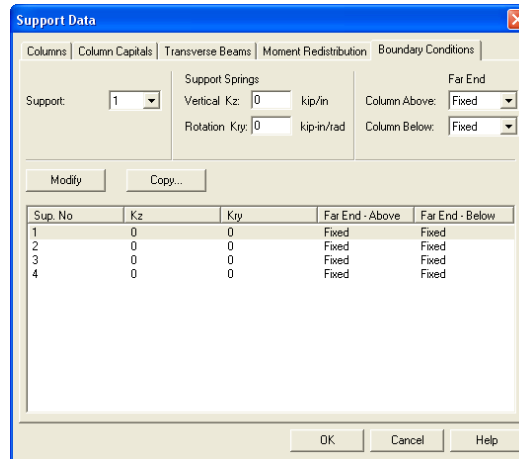 Support Data
Columns Column Capitals Transverse Beams Moment Redistribution Boundary Conditions
Support Springs Far End
Support: 1 Vertical Kz: 0 kip/in Column Above: Fixed
Rotation Kry: 0 kip-in/rad Column Below: Fixed
Modify Copy...
Sup. No Kz Kry Far End - Above Far End - Below
1 0 0 Fixed Fixed
2 0 0 Fixed Fixed
3 0 0 Fixed Fixed
4 0 0 Fixed Fixed
OK Cancel Help